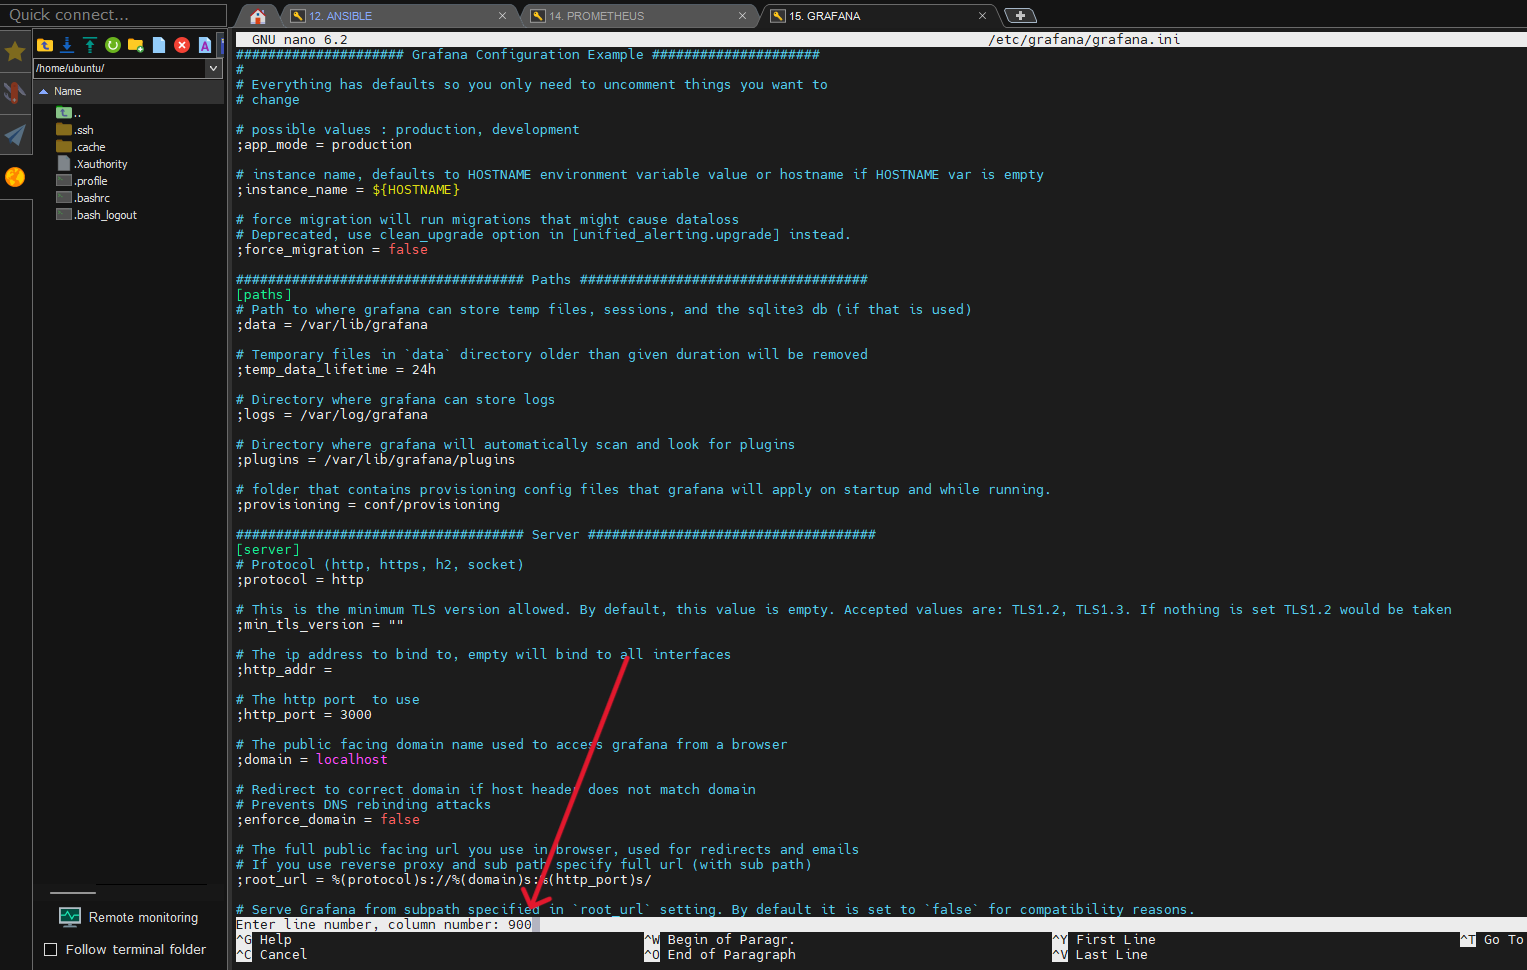 Quick connect...
12. ANSIBLE
14. PROMETHEUS
15. GRAFANA
/home/ubuntu/
Name
..
.ssh
.cache
.Xauthority
.profile
.bashrc
.bash_logout
Remote monitoring
Follow terminal folder
GNU nano 6.2 /etc/grafana/grafana.ini
##################### Grafana Configuration Example #####################
#
# Everything has defaults so you only need to uncomment things you want to
# change
# possible values : production, development
;app_mode = production
# instance name, defaults to HOSTNAME environment variable value or hostname if HOSTNAME var is empty
;instance_name = ${HOSTNAME}
# force migration will run migrations that might cause dataloss
# Deprecated, use clean_upgrade option in [unified_alerting.upgrade] instead.
;force_migration = false
#################################### Paths ####################################
[paths]
# Path to where grafana can store temp files, sessions, and the sqlite3 db (if that is used)
;data = /var/lib/grafana
# Temporary files in `data` directory older than given duration will be removed
;temp_data_lifetime = 24h
# Directory where grafana can store logs
;logs = /var/log/grafana
# Directory where grafana will automatically scan and look for plugins
;plugins = /var/lib/grafana/plugins
# folder that contains provisioning config files that grafana will apply on startup and while running.
;provisioning = conf/provisioning
#################################### Server ####################################
[server]
# Protocol (http, https, h2, socket)
;protocol = http
# This is the minimum TLS version allowed. By default, this value is empty. Accepted values are: TLS1.2, TLS1.3. If nothing is set TLS1.2 would be taken
;min_tls_version = ""
# The ip address to bind to, empty will bind to all interfaces
;http_addr =
# The http port  to use
;http_port = 3000
# The public facing domain name used to access grafana from a browser
;domain = localhost
# Redirect to correct domain if host header does not match domain
# Prevents DNS rebinding attacks
;enforce_domain = false
# The full public facing url you use in browser, used for redirects and emails
# If you use reverse proxy and sub path specify full url (with sub path)
;root_url = %(protocol)s://%(domain)s:%(http_port)s/
# Serve Grafana from subpath specified in `root_url` setting. By default it is set to `false` for compatibility reasons.
Enter line number, column number: 900
^G Help ^W Begin of Paragr. ^Y First Line ^T Go To
^C Cancel ^O End of Paragraph ^V Last Line